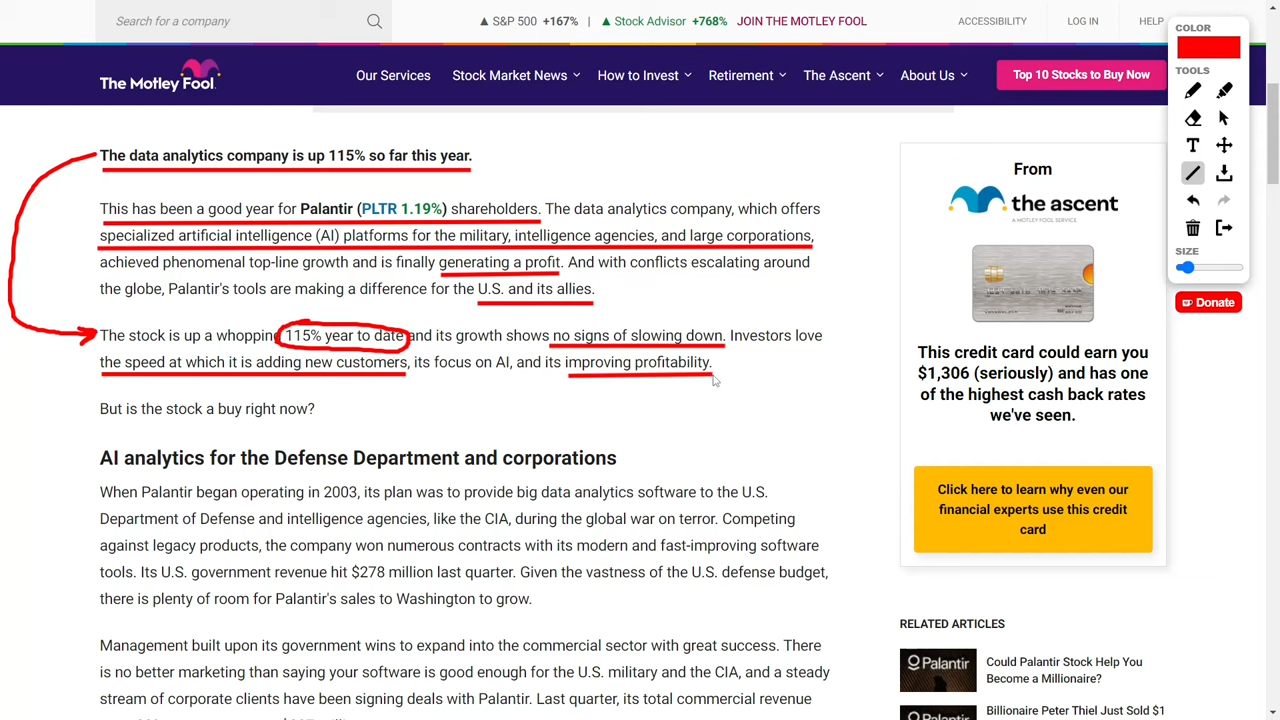 Search for a company
▲ S&P 500 +167% | ▲ Stock Advisor +768% JOIN THE MOTLEY FOOL
ACCESSIBILITY LOG IN HELP
The Motley Fool
Our Services Stock Market News How to Invest Retirement The Ascent About Us
Top 10 Stocks to Buy Now
COLOR
TOOLS
T
SIZE
Donate
The data analytics company is up 115% so far this year.
This has been a good year for Palantir (PLTR 1.19%) shareholders. The data analytics company, which offers
specialized artificial intelligence (AI) platforms for the military, intelligence agencies, and large corporations,
achieved phenomenal top-line growth and is finally generating a profit. And with conflicts escalating around
the globe, Palantir's tools are making a difference for the U.S. and its allies.
The stock is up a whopping 115% year to date and its growth shows no signs of slowing down. Investors love
the speed at which it is adding new customers, its focus on AI, and its improving profitability.
But is the stock a buy right now?
AI analytics for the Defense Department and corporations
When Palantir began operating in 2003, its plan was to provide big data analytics software to the U.S.
Department of Defense and intelligence agencies, like the CIA, during the global war on terror. Competing
against legacy products, the company won numerous contracts with its modern and fast-improving software
tools. Its U.S. government revenue hit $278 million last quarter. Given the vastness of the U.S. defense budget,
there is plenty of room for Palantir's sales to Washington to grow.
Management built upon its government wins to expand into the commercial sector with great success. There
is no better marketing than saying your software is good enough for the U.S. military and the CIA, and a steady
stream of corporate clients have been signing deals with Palantir. Last quarter, its total commercial revenue
From
the ascent
A MOTLEY FOOL SERVICE
This credit card could earn you
$1,306 (seriously) and has one
of the highest cash back rates
we've seen.
Click here to learn why even our
financial experts use this credit
card
RELATED ARTICLES
Palantir
Could Palantir Stock Help You
Become a Millionaire?
Palantir
Billionaire Peter Thiel Just Sold $1